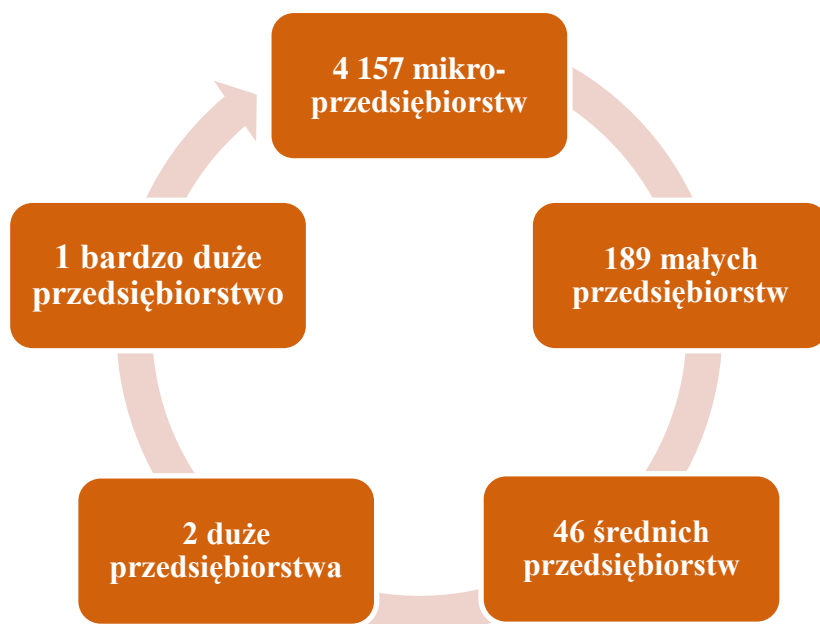 4 157 mikro-
przedsiębiorstw
189 małych
przedsiębiorstw
46 średnich
przedsiębiorstw
2 duże
przedsiębiorstwa
1 bardzo duże
przedsiębiorstwo